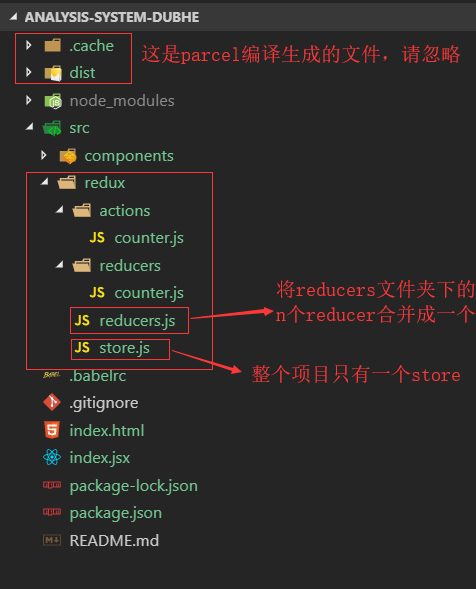 ANALYSIS-SYSTEM-DUBHE
.cache
dist
这是parcel编译生成的文件，请忽略
node_modules
src
components
redux
actions
JS counter.js
reducers
JS counter.js
JS reducers.js
将reducers文件夹下的
n个reducer合并成一个
JS store.js
整个项目只有一个store
BABEL .babelrc
.gitignore
index.html
index.jsx
package-lock.json
package.json
README.md